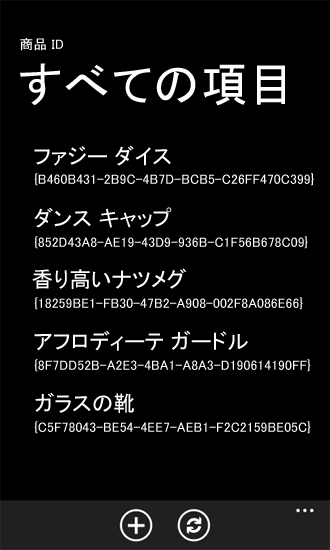 商品 ID
すべての項目
ファジー ダイス
{B460B431-2B9C-4B7D-BCB5-C26FF470C399}
ダンス キャップ
{852D43A8-AE19-43D9-936B-C1F56B678C09}
香り高いナツメグ
{18259BE1-FB30-47B2-A908-002F8A086E66}
アフロディーテ ガードル
{8F7DD52B-A2E3-4BA1-A8A3-D190614190FF}
ガラスの靴
{C5F78043-BE54-4EE7-AEB1-F2C2159BE05C}